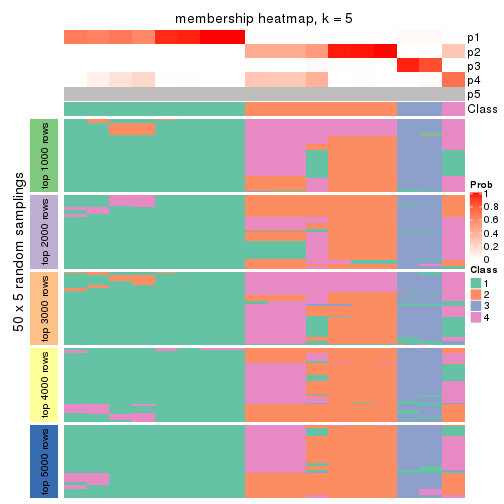 membership heatmap, k = 5
p1
p2
p3
p4
p5
Class
50 x 5 random samplings
top 1000 rows
top 2000 rows
top 3000 rows
top 4000 rows
top 5000 rows
Prob
1
0.8
0.6
0.4
0.2
0
Class
1
2
3
4